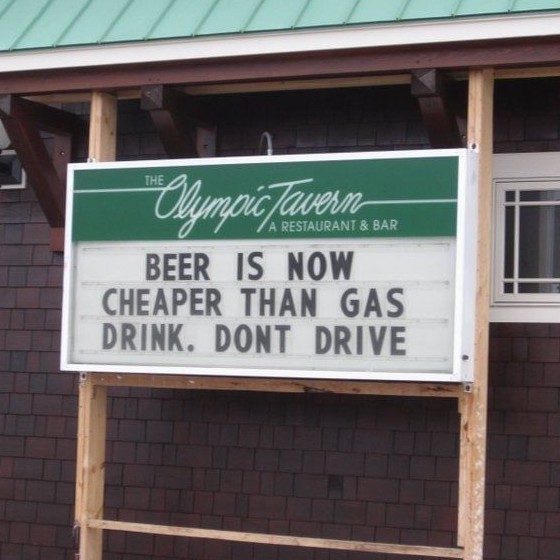 THE
Olympic Tavern
A RESTAURANT & BAR
BEER IS NOW
CHEAPER THAN GAS
DRINK. DONT DRIVE